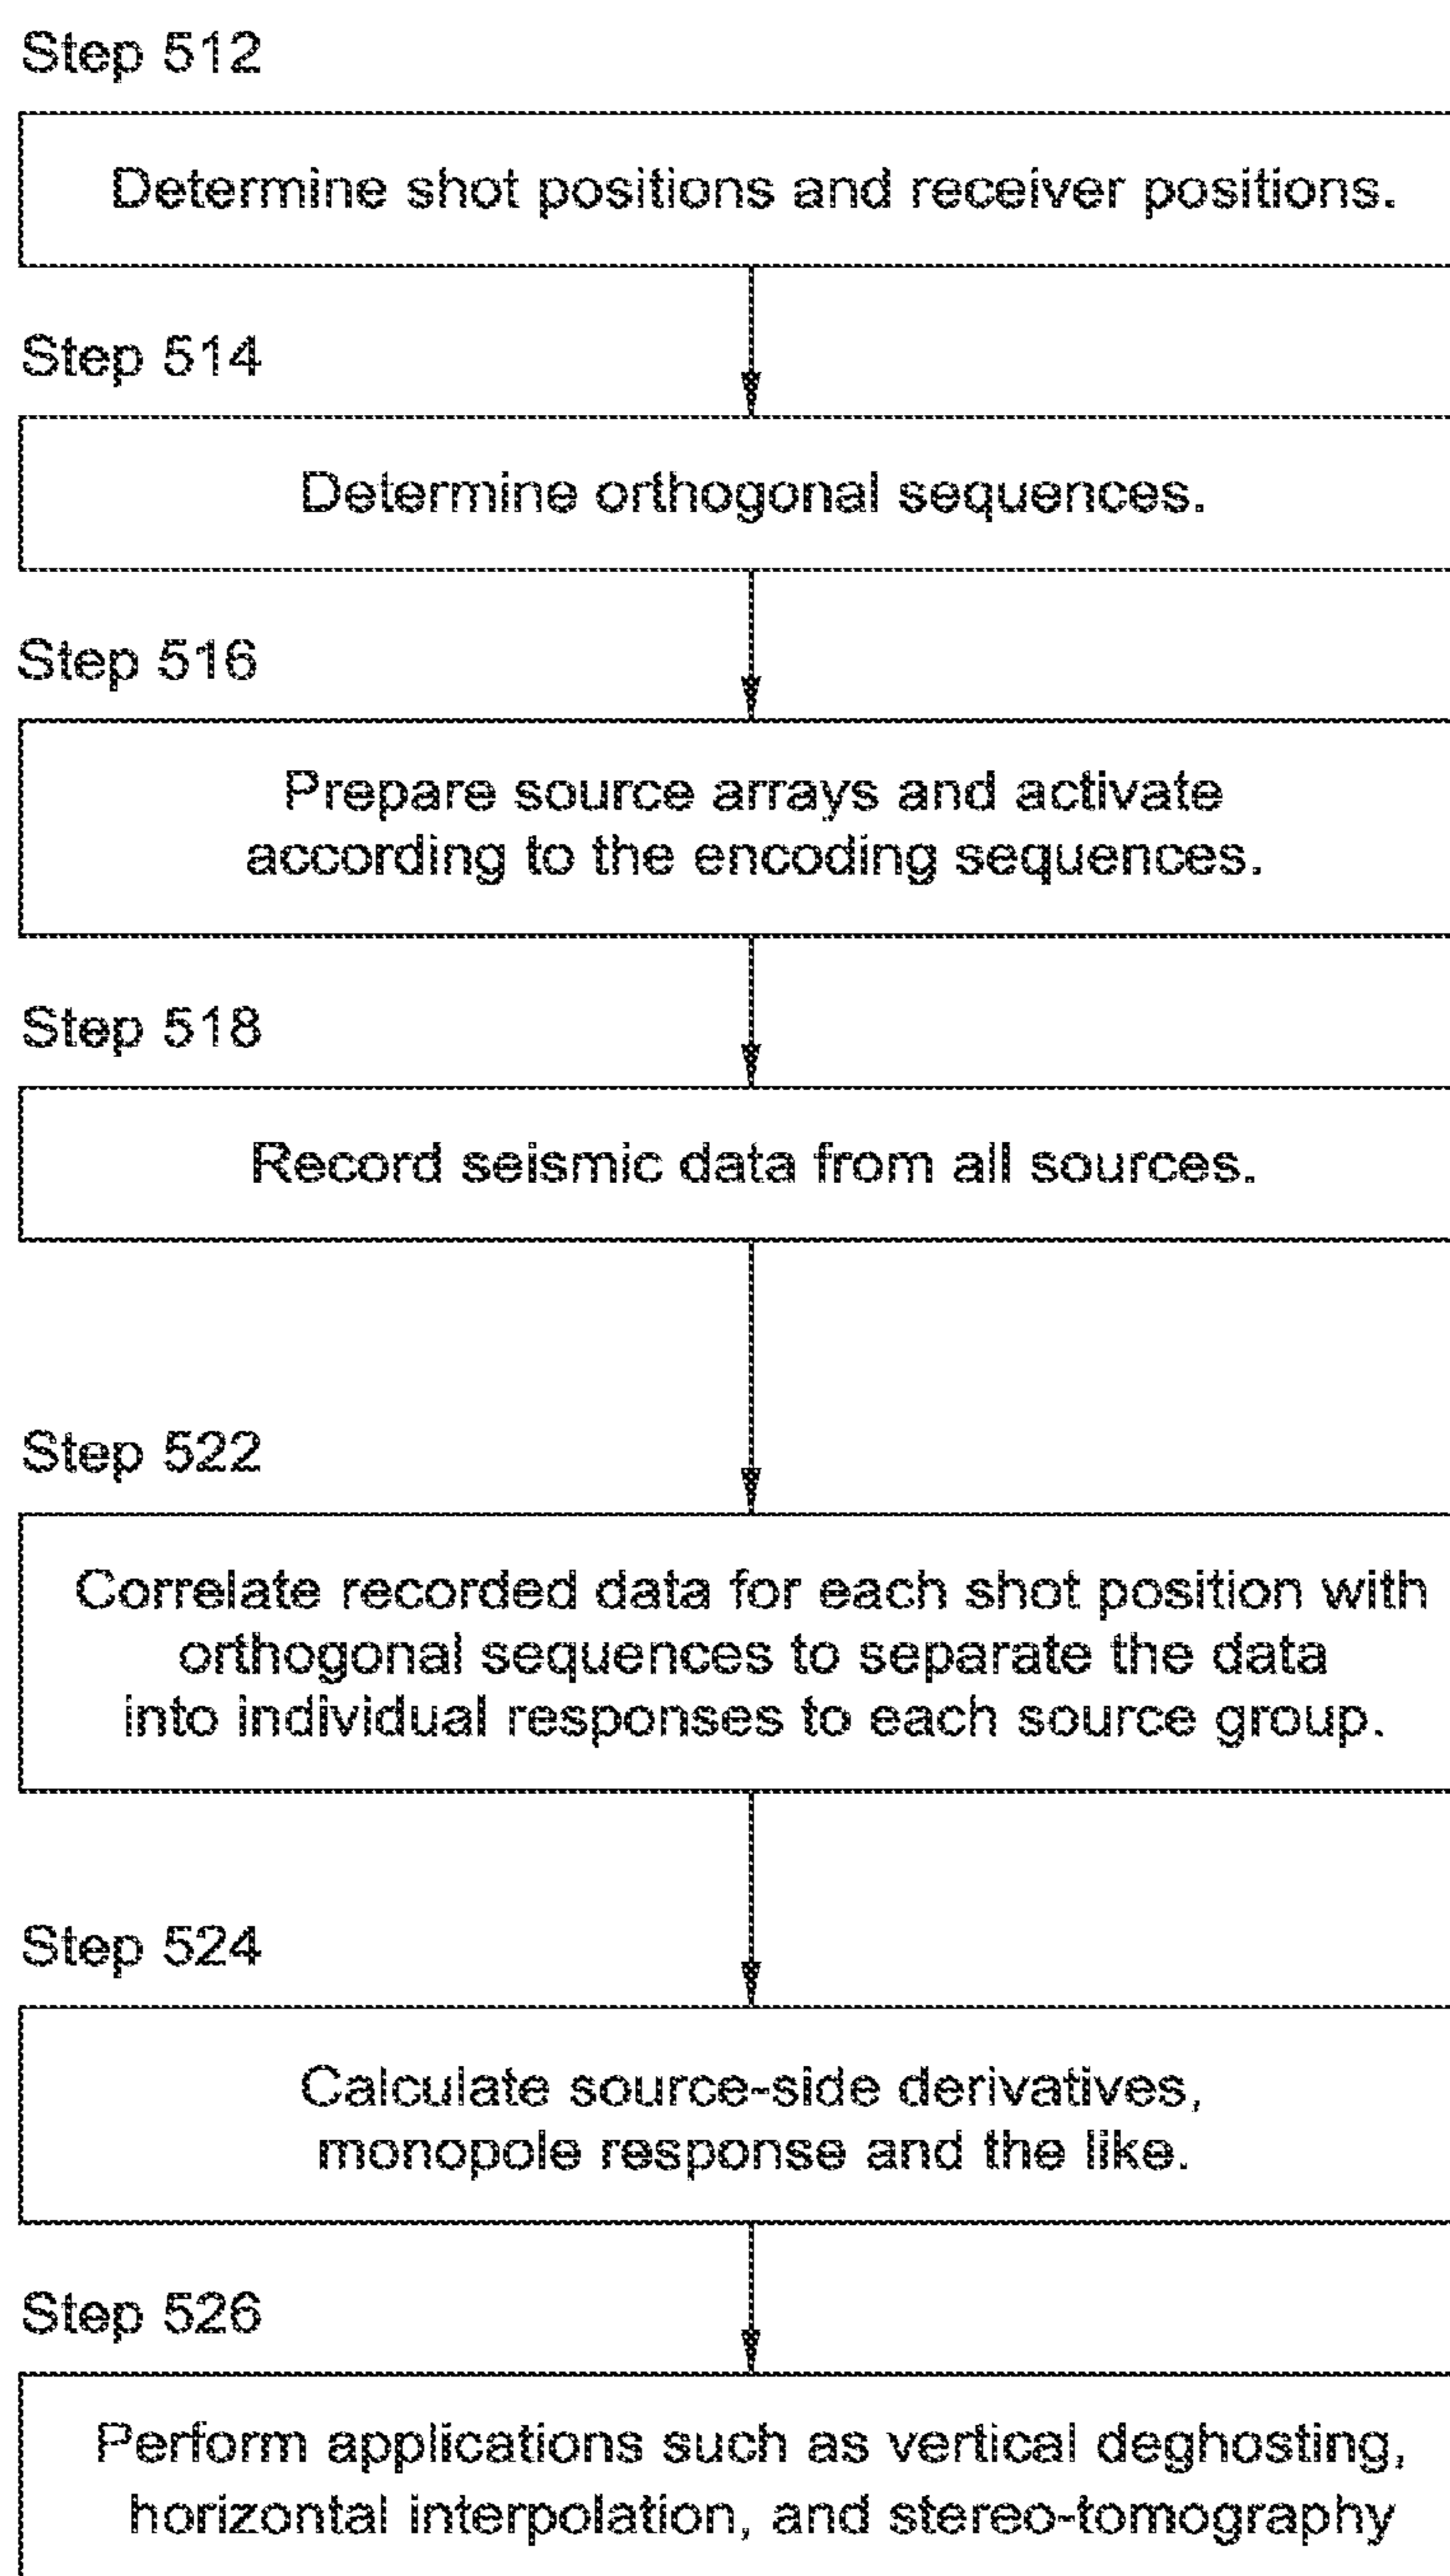 Step 512
Determine shot positions and receiver positions.
Step 514
Determine orthogonal sequences.
Step 516
Prepare source arrays and activate
according to the encoding sequences.
Step 518
Record seismic data from all sources.
Step 522
Correlate recorded data for each shot position with
orthogonal sequences to separate the data
into individual responses to each source group.
Step 524
Calculate source-side derivatives,
monopole response and the like.
Step 526
Perform applications such as vertical deghosting,
horizontal interpolation, and stereo-tomography